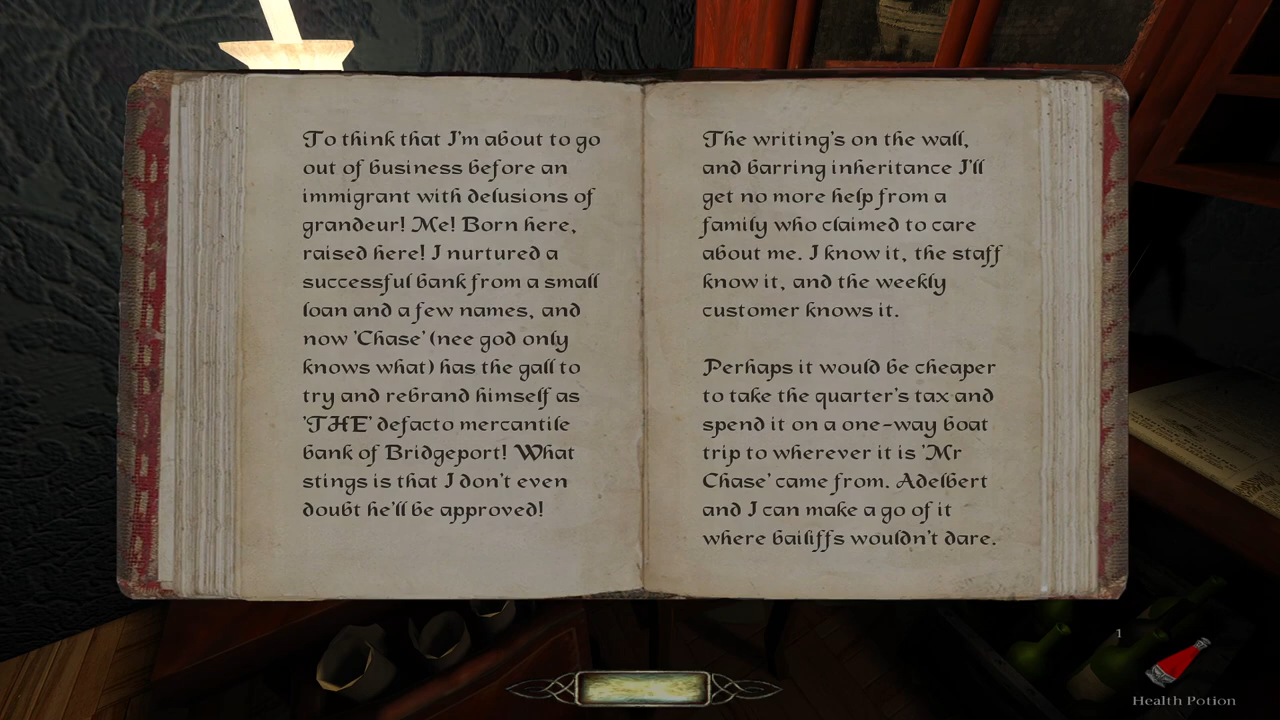 To think that I'm about to go
out of business before an
immigrant with delusions of
grandeur! Me! Born here,
raised here! I nurtured a
successful bank from a small
loan and a few names, and
now 'Chase' (nee god only
knows what) has the gall to
try and rebrand himself as
'THE' defacto mercantile
bank of Bridgeport! What
stings is that I don't even
doubt he'll be approved!
The writing's on the wall,
and barring inheritance I'll
get no more help from a
family who claimed to care
about me. I know it, the staff
know it, and the weekly
customer knows it.
Perhaps it would be cheaper
to take the quarter's tax and
spend it on a one-way boat
trip to wherever it is 'Mr
Chase' came from. Adelbert
and I can make a go of it
where bailiffs wouldn't dare.
1
Health Potion